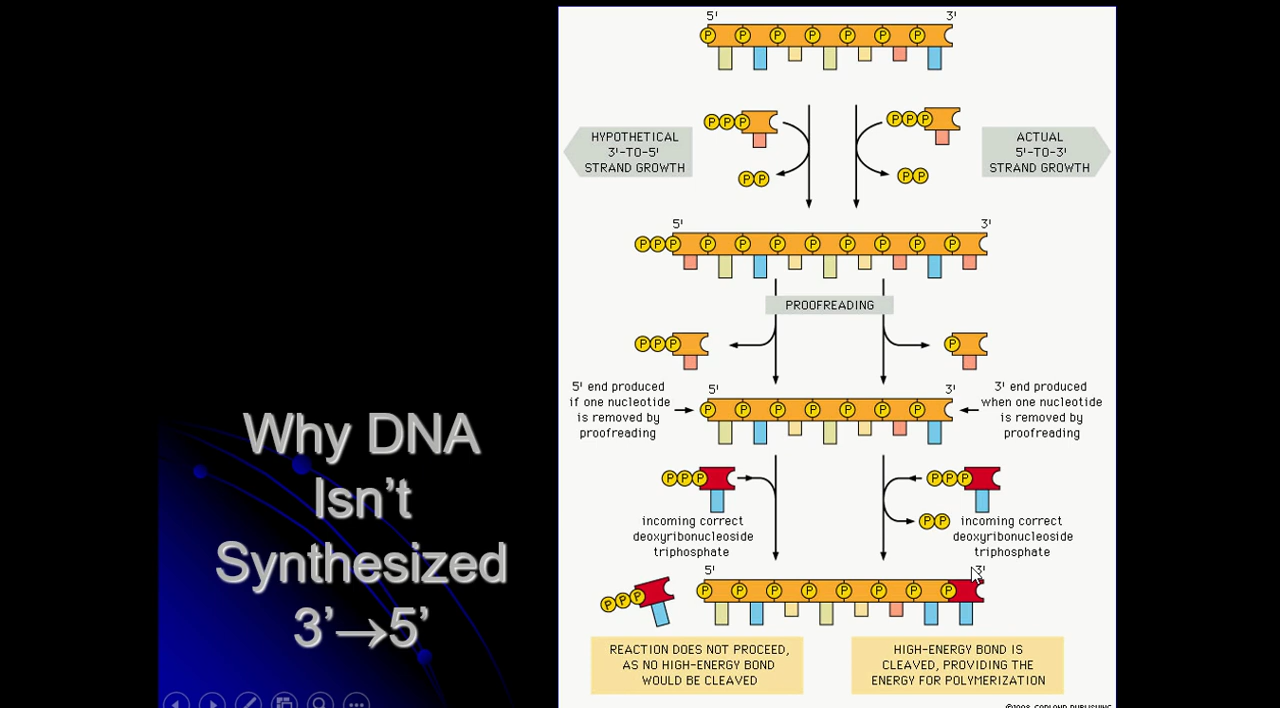 Why DNA
Isn't
Synthesized
3'→5'
5' 3'
P P P P P P P
P P P
P P P
HYPOTHETICAL
3'-TO-5'
STRAND GROWTH
ACTUAL
5'-TO-3'
STRAND GROWTH
P P
P P
5' 3'
P P P P P P P P P P
PROOFREADING
P P P
P
5' end produced
if one nucleotide
is removed by
proofreading
5' 3'
P P P P P P P
3' end produced
when one nucleotide
is removed by
proofreading
P P P
P P P
P P
incoming correct
deoxyribonucleoside
triphosphate
incoming correct
deoxyribonucleoside
triphosphate
5' 3'
P P P
P P P P P P P P
REACTION DOES NOT PROCEED,
AS NO HIGH-ENERGY BOND
WOULD BE CLEAVED
HIGH-ENERGY BOND IS
CLEAVED, PROVIDING THE
ENERGY FOR POLYMERIZATION